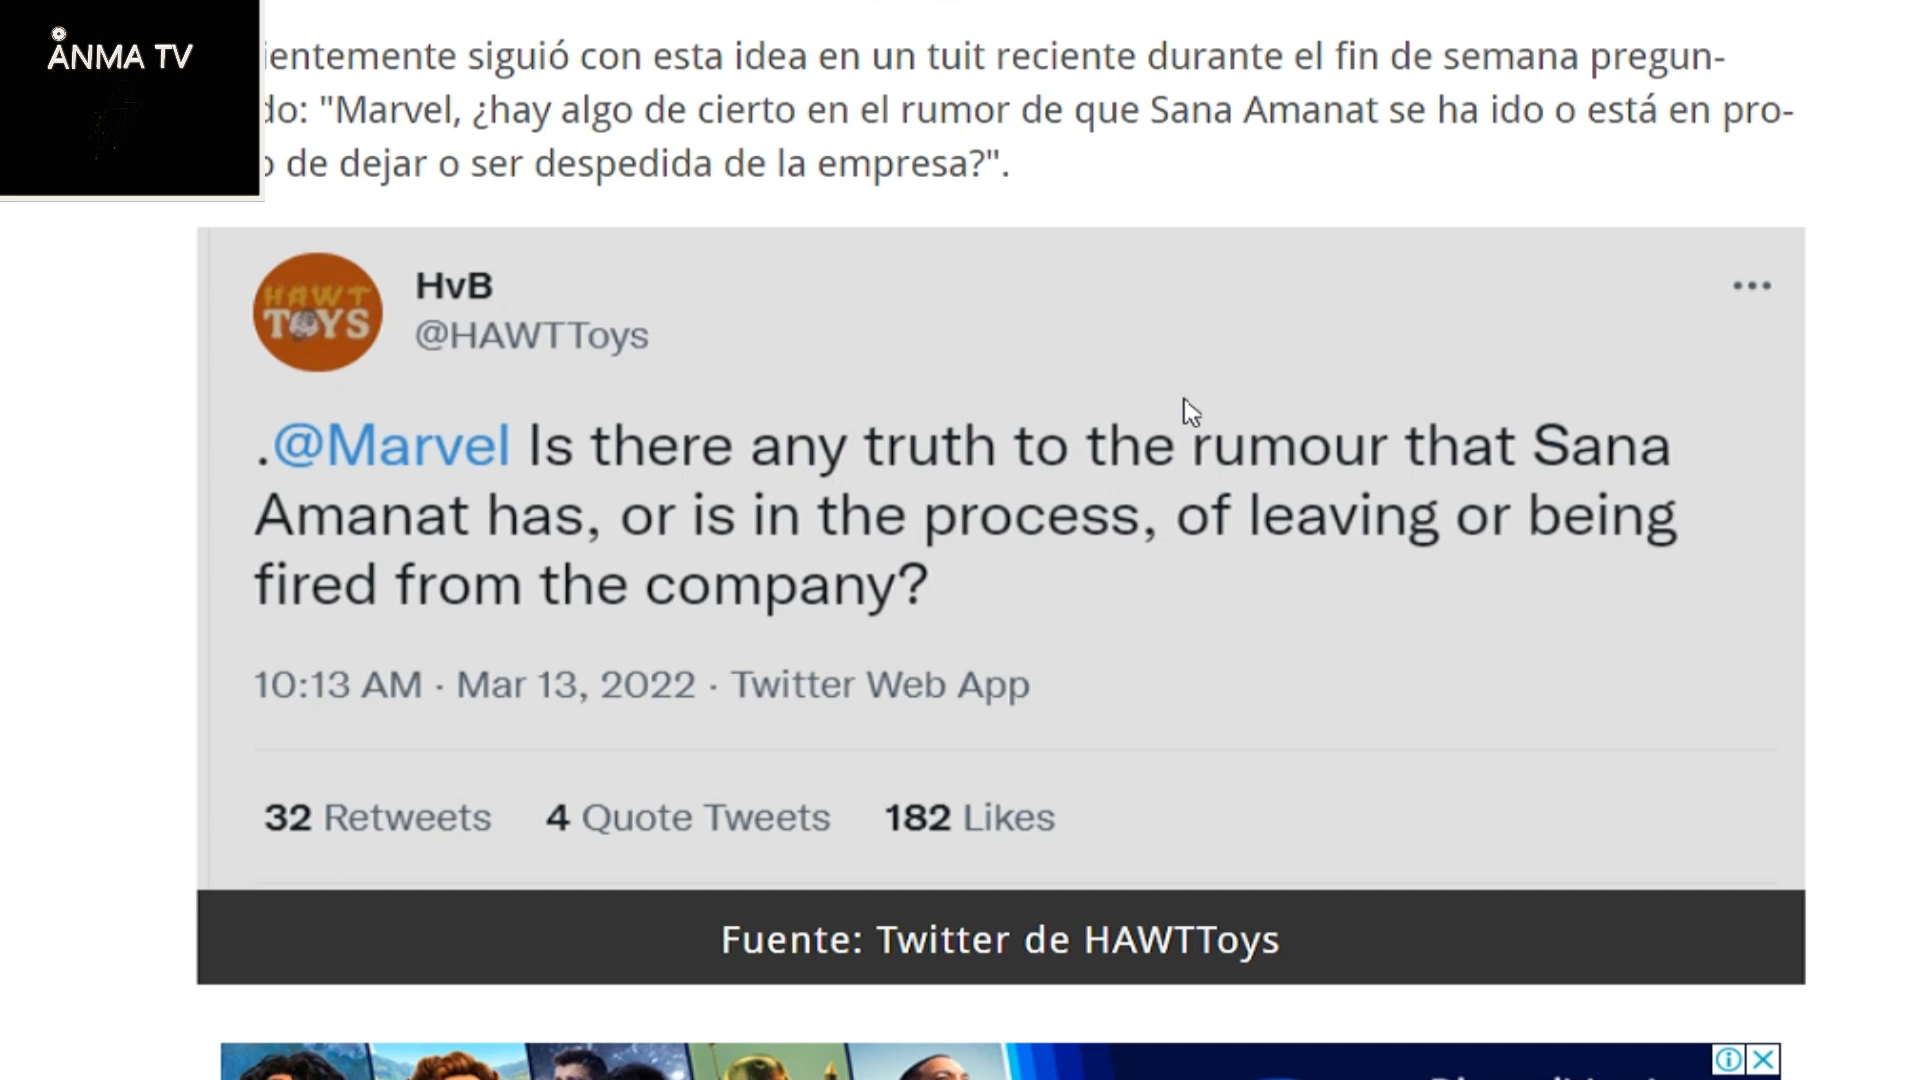 ÅNMA TV
ientemente siguió con esta idea en un tuit reciente durante el fin de semana pregun-
do: "Marvel, ¿hay algo de cierto en el rumor de que Sana Amanat se ha ido o está en pro-
o de dejar o ser despedida de la empresa?".
HAWT
TOYS
HvB
@HAWTToys
.@Marvel Is there any truth to the rumour that Sana
Amanat has, or is in the process, of leaving or being
fired from the company?
10:13 AM · Mar 13, 2022 · Twitter Web App
32 Retweets 4 Quote Tweets 182 Likes
Fuente: Twitter de HAWTToys